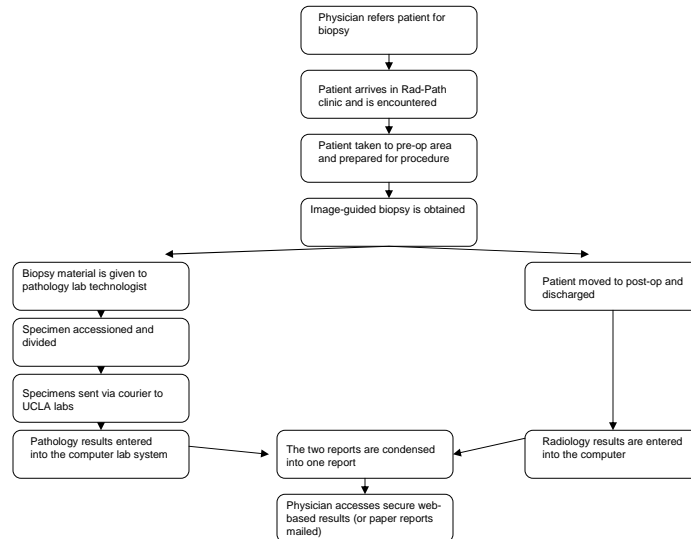 Physician refers patient for
biopsy
Patient arrives in Rad-Path
clinic and is encountered
Patient taken to pre-op area
and prepared for procedure
Image-guided biopsy is obtained
Biopsy material is given to
pathology lab technologist
Patient moved to post-op and
discharged
Specimen accessioned and
divided
Specimens sent via courier to
UCLA labs
Pathology results entered
into the computer lab system
The two reports are condensed
into one report
Radiology results are entered
into the computer
Physician accesses secure web-
based results (or paper reports
mailed)